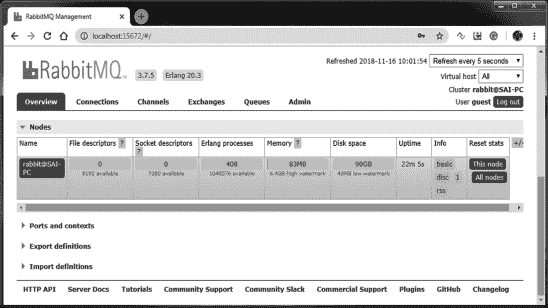 RabbitMQ Management
localhost:15672/#/
Refreshed 2018-11-16 10:01:54 Refresh every 5 seconds
RabbitMQ 3.7.5 Erlang 20.3
Virtual host All
Cluster rabbit@SAI-PC
User guest Log out
Overview Connections Channels Exchanges Queues Admin
Nodes
Name File descriptors ? Socket descriptors ? Erlang processes Memory ? Disk space Uptime Info Reset stats +/-
rabbit@SAI-PC 0 0 408 83MB 90GB 22m 5s basic disc 1 rss This node All nodes
8192 available 7280 available 1048576 available 6.4GB high watermark 48MB low watermark
Ports and contexts
Export definitions
Import definitions
HTTP API Server Docs Tutorials Community Support Community Slack Commercial Support Plugins GitHub Changelog